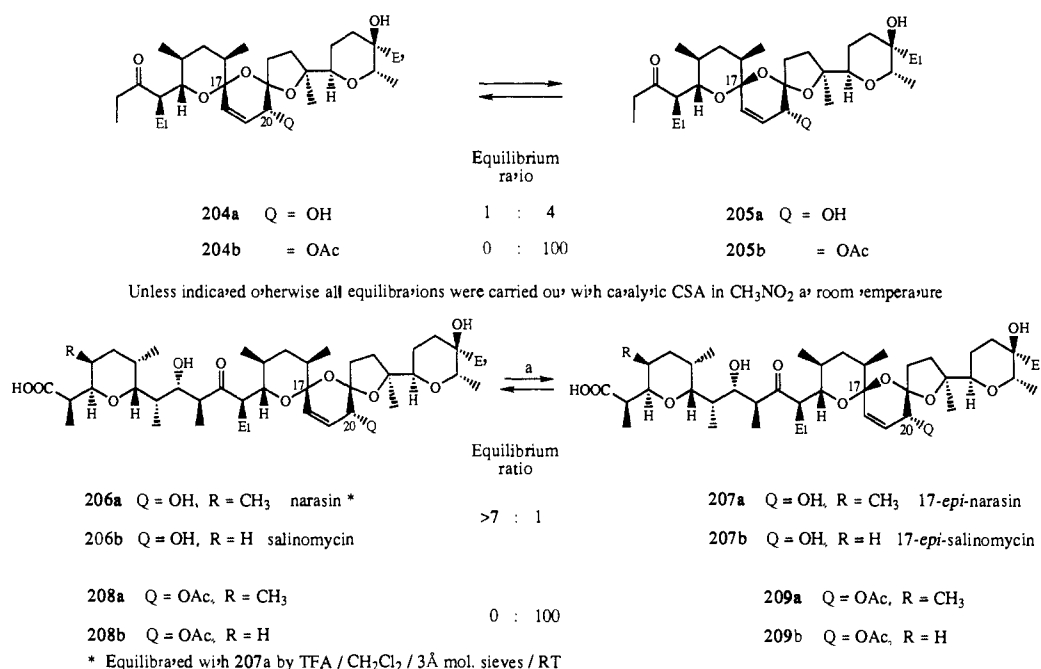 OH
E,
O
17
O
O
O
H
Et
20
Q
H
O
OH
Et
O
17
O
O
O
H
Et
20
Q
H
O
Equilibrium
ra,io
204a Q = OH 1 : 4 205a Q = OH
204b = OAc 0 : 100 205b = OAc
Unless indica,ed o,herwise all equilibra,ions were carried ou, wi,h ca,aly,ic CSA in CH3NO2 a, room ,empera,ure
R
HOOC
H
O
H
OH
O
Et
H
O
17
O
O
20
Q
H
O
OH
E,
a
R
HOOC
H
O
H
OH
O
Et
H
O
17
O
O
20
Q
H
O
OH
E
Equilibrium
ratio
206a Q = OH, R = CH3 narasin * 207a Q = OH, R = CH3 17-epi-narasin
>7 : 1
206b Q = OH, R = H salinomycin 207b Q = OH, R = H 17-epi-salinomycin
208a Q = OAc, R = CH3 209a Q = OAc, R = CH3
0 : 100
208b Q = OAc, R = H 209b Q = OAc, R = H
* Equilibra,ed wi,h 207a by TFA / CH2Cl2 / 3Å mol. sieves / RT